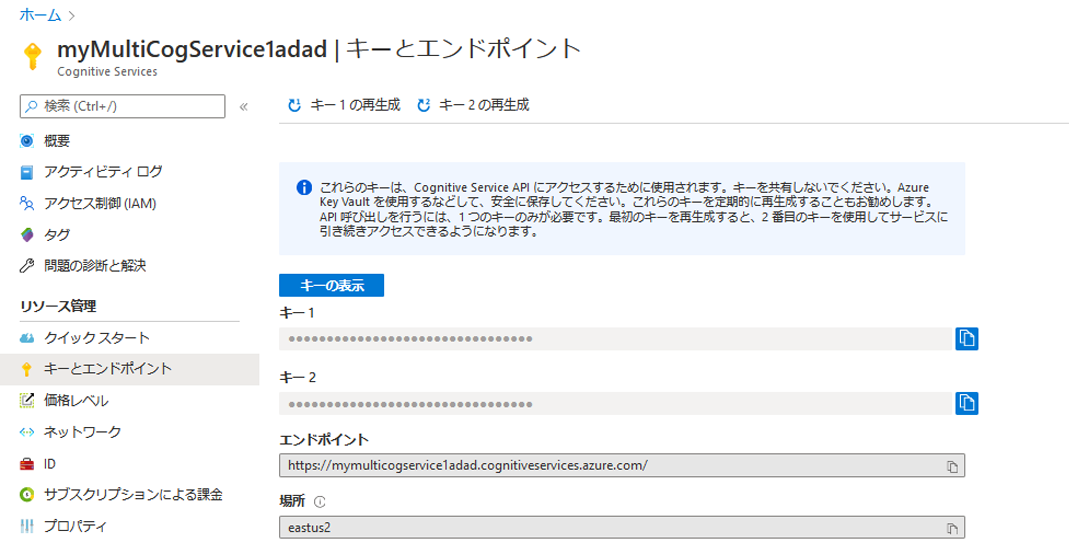 ホーム >
myMultiCogService1adad | キーとエンドポイント
Cognitive Services
検索 (Ctrl+/)
«
キー 1 の再生成
キー 2 の再生成
概要
アクティビティ ログ
アクセス制御 (IAM)
タグ
問題の診断と解決
リソース管理
クイック スタート
キーとエンドポイント
価格レベル
ネットワーク
ID
サブスクリプションによる課金
プロパティ
これらのキーは、Cognitive Service API にアクセスするために使用されます。キーを共有しないでください。Azure
Key Vault を使用するなどして、安全に保存してください。これらのキーを定期的に再生成することもお勧めします。
API 呼び出しを行うには、1 つのキーのみが必要です。最初のキーを再生成すると、2 番目のキーを使用してサービスに
引き続きアクセスできるようになります。
キーの表示
キー 1
••••••••••••••••••••••••••••••••
キー 2
••••••••••••••••••••••••••••••••
エンドポイント
https://mymulticogservice1adad.cognitiveservices.azure.com/
場所
eastus2